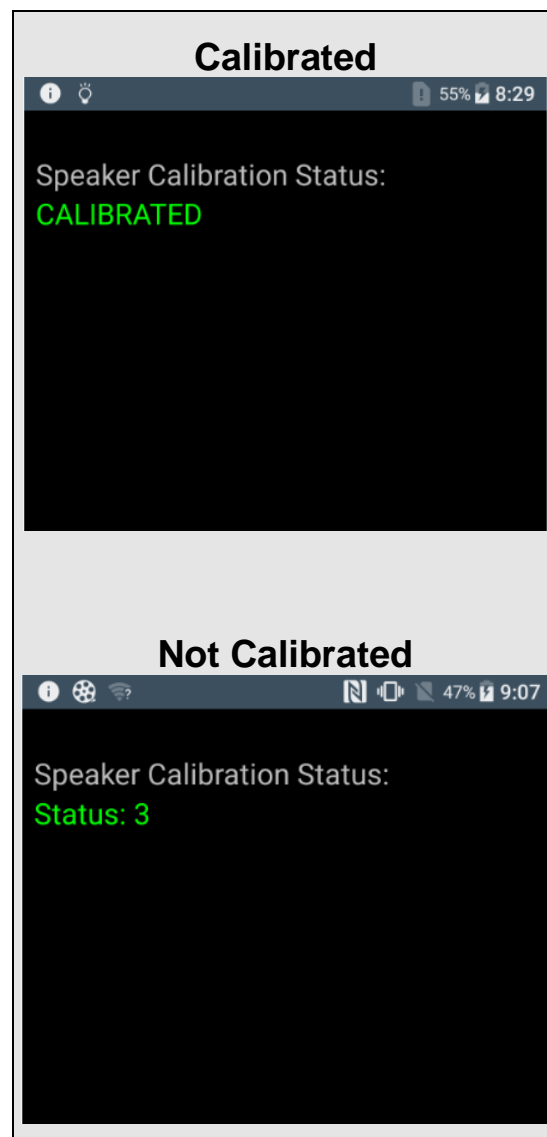 Calibrated
55% 8:29
Speaker Calibration Status:
CALIBRATED
Not Calibrated
47% 9:07
Speaker Calibration Status:
Status: 3